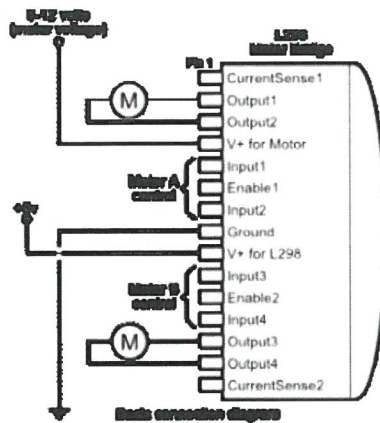 5-12 volts
(motor voltage)
L298
Motor Bridge
Pin 1
CurrentSense1
M
Output1
Output2
V+ for Motor
Input1
Motor A
control
Enable1
Input2
+5v
Ground
V+ for L298
Input3
Motor B
control
Enable2
Input4
M
Output3
Output4
CurrentSense2
Basic connection diagram